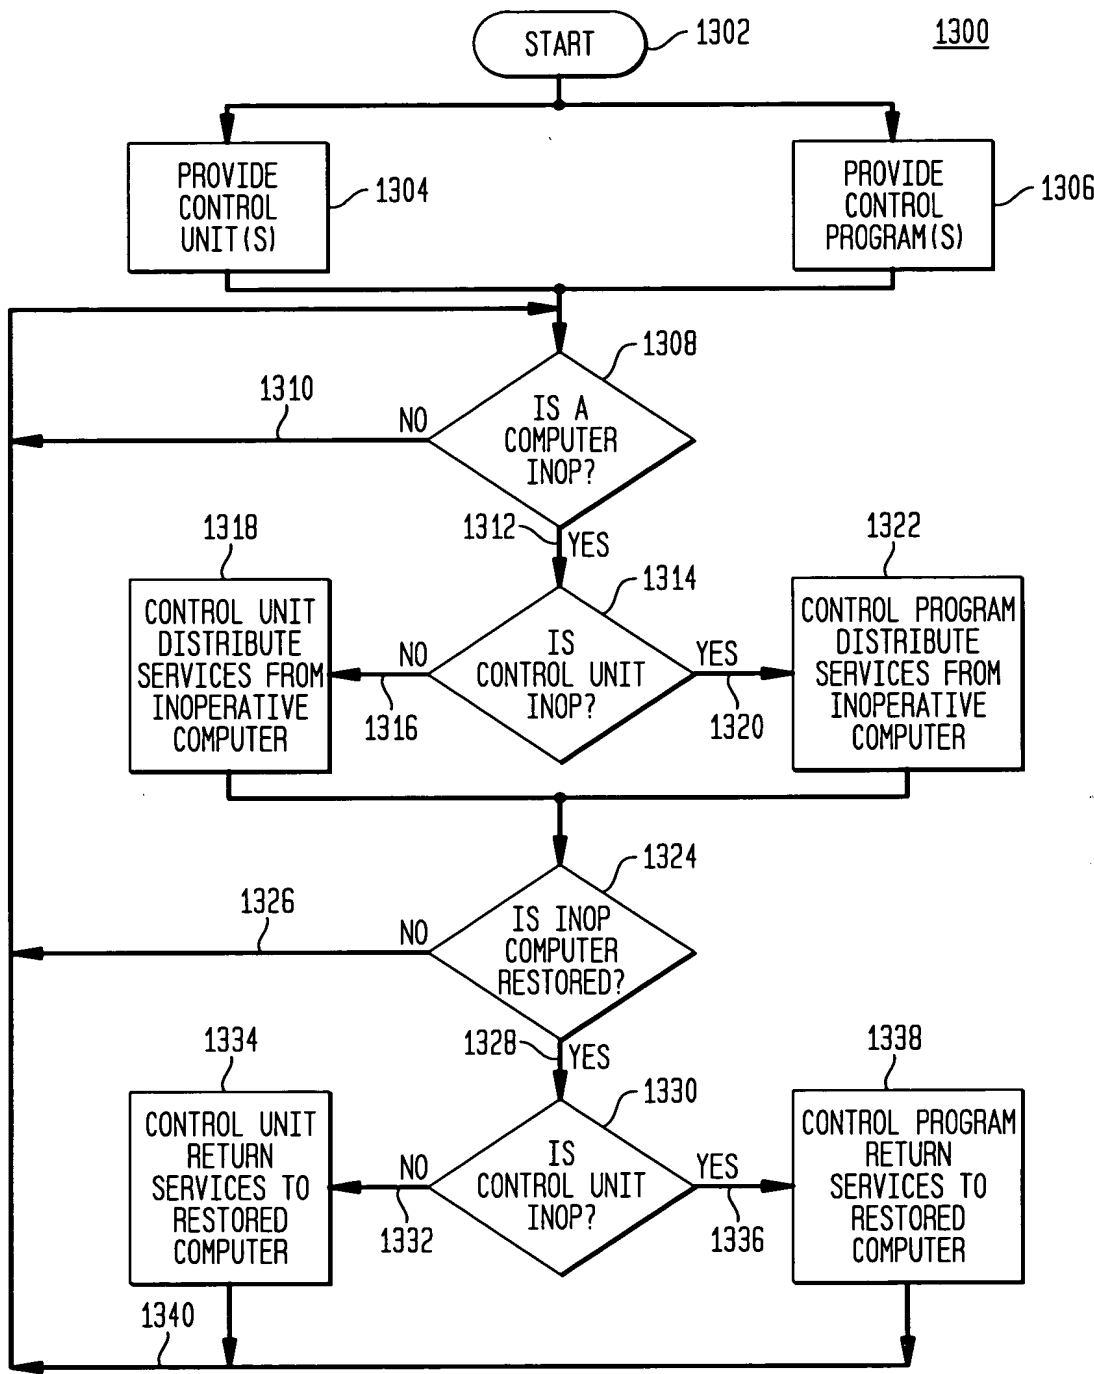 START
1302
1300
PROVIDE
CONTROL
UNIT(S)
1304
PROVIDE
CONTROL
PROGRAM(S)
1306
1308
IS A
COMPUTER
INOP?
NO
1310
1312
YES
1314
IS
CONTROL UNIT
INOP?
NO
1316
1318
CONTROL UNIT
DISTRIBUTE
SERVICES FROM
INOPERATIVE
COMPUTER
YES
1320
1322
CONTROL PROGRAM
DISTRIBUTE
SERVICES FROM
INOPERATIVE
COMPUTER
1324
IS INOP
COMPUTER
RESTORED?
NO
1326
1328
YES
1330
IS
CONTROL UNIT
INOP?
NO
1332
1334
CONTROL UNIT
RETURN
SERVICES TO
RESTORED
COMPUTER
YES
1336
1338
CONTROL PROGRAM
RETURN
SERVICES TO
RESTORED
COMPUTER
1340